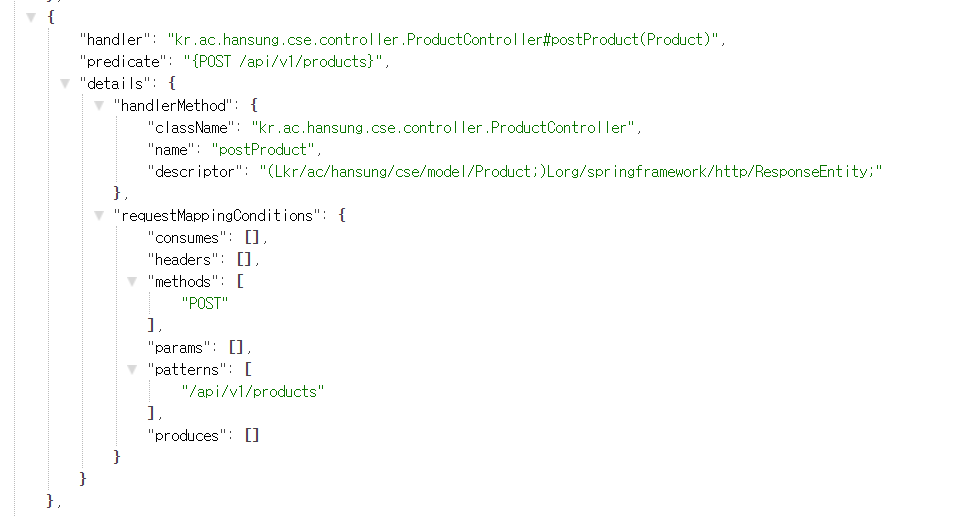 {
"handler": "kr.ac.hansung.cse.controller.ProductController#postProduct(Product)",
"predicate": "{POST /api/v1/products}",
"details": {
"handlerMethod": {
"className": "kr.ac.hansung.cse.controller.ProductController",
"name": "postProduct",
"descriptor": "(Lkr/ac/hansung/cse/model/Product;)Lorg/springframework/http/ResponseEntity;"
},
"requestMappingConditions": {
"consumes": [],
"headers": [],
"methods": [
"POST"
],
"params": [],
"patterns": [
"/api/v1/products"
],
"produces": []
}
}
},